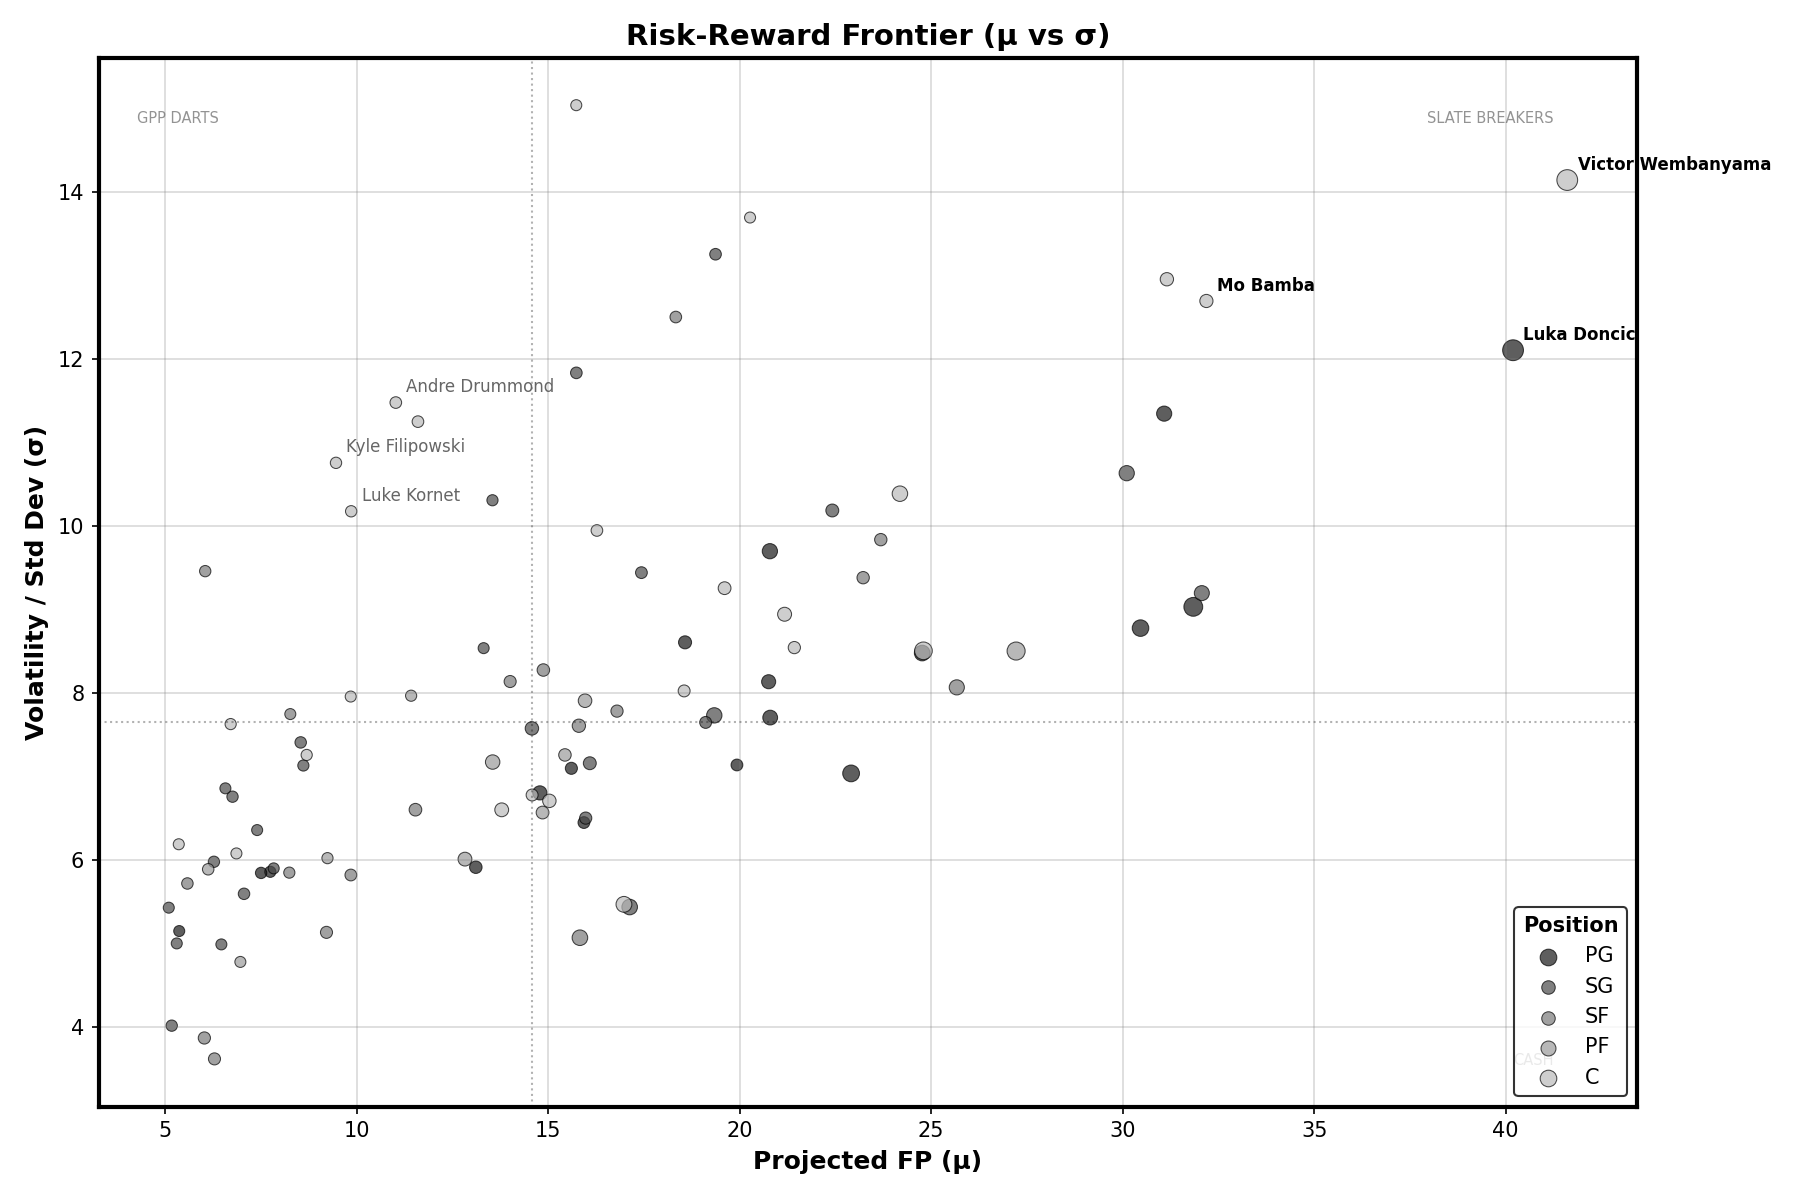 Risk-Reward Frontier (μ vs σ)
GPP DARTS
SLATE BREAKERS
Victor Wembanyama
Mo Bamba
Luka Doncic
Andre Drummond
Kyle Filipowski
Luke Kornet
14
12
10
8
6
4
Volatility / Std Dev (σ)
Position
PG
SG
SF
PF
CASH
C
5
10
15
20
25
30
35
40
Projected FP (μ)